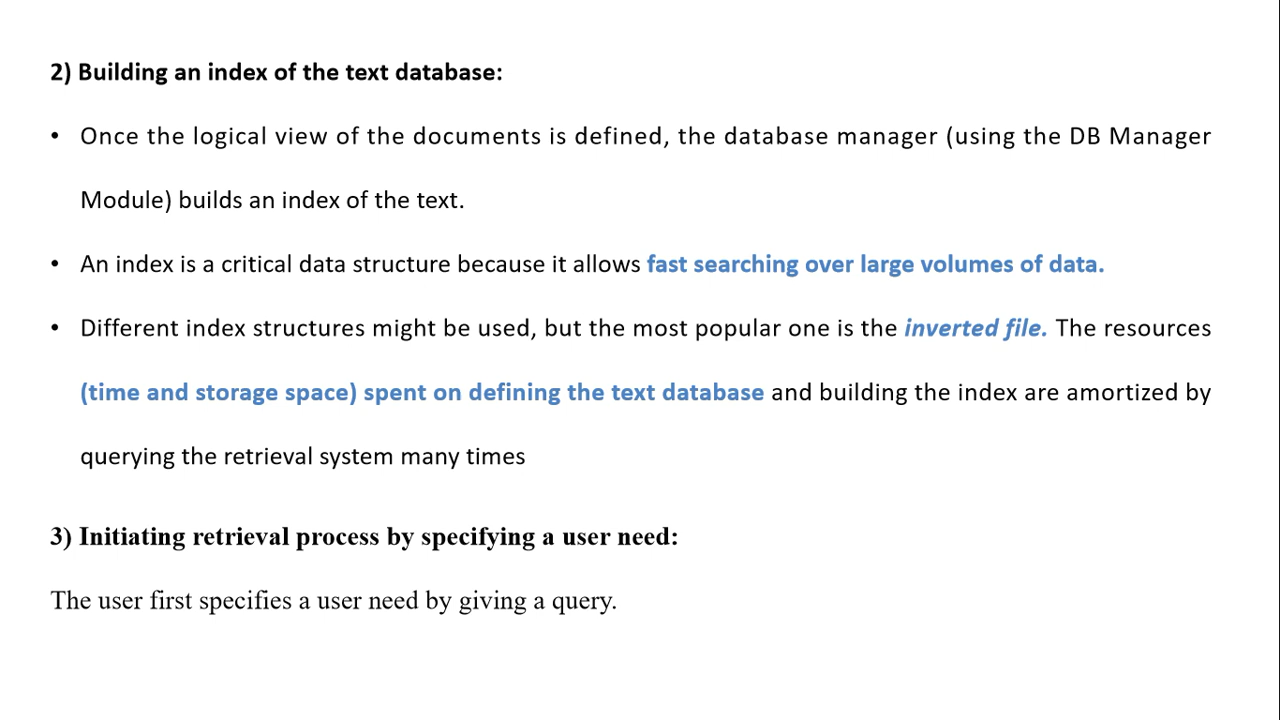 2) Building an index of the text database:
• Once the logical view of the documents is defined, the database manager (using the DB Manager
Module) builds an index of the text.
• An index is a critical data structure because it allows fast searching over large volumes of data.
• Different index structures might be used, but the most popular one is the inverted file. The resources
(time and storage space) spent on defining the text database and building the index are amortized by
querying the retrieval system many times
3) Initiating retrieval process by specifying a user need:
The user first specifies a user need by giving a query.